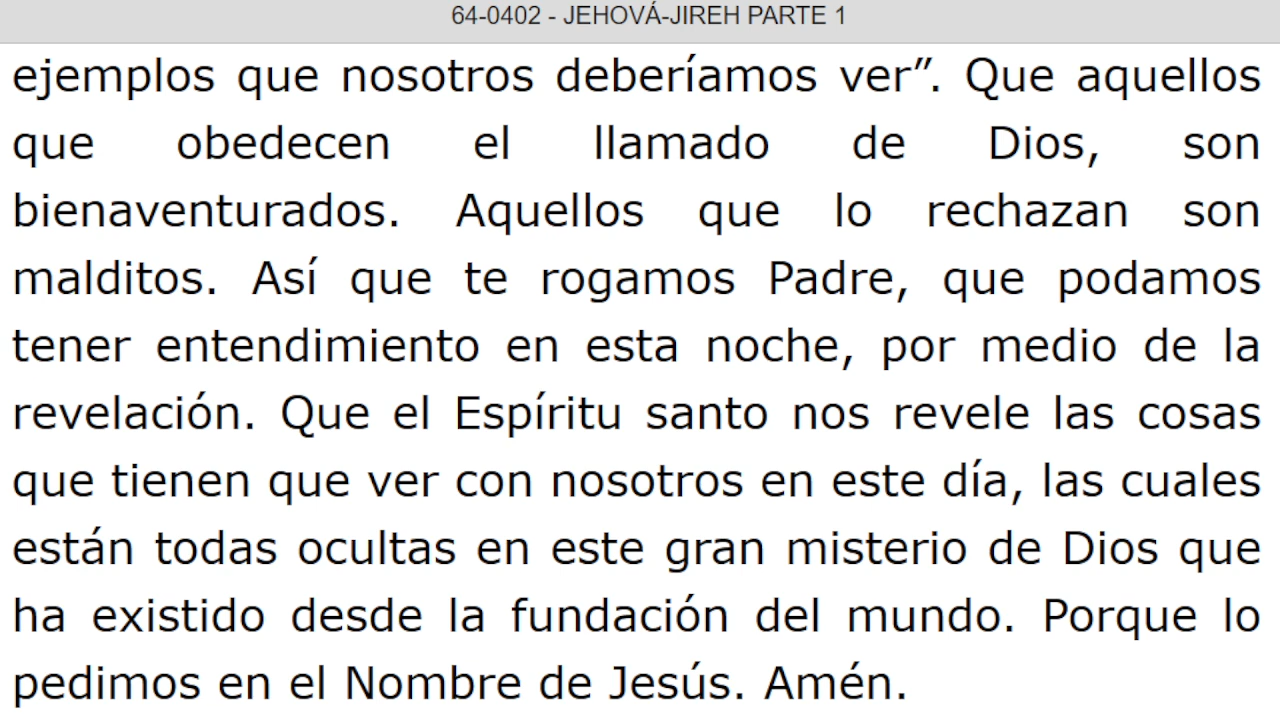 64-0402 - JEHOVÁ-JIREH PARTE 1
ejemplos que nosotros deberíamos ver”. Que aquellos
que obedecen el llamado de Dios, son
bienaventurados. Aquellos que lo rechazan son
malditos. Así que te rogamos Padre, que podamos
tener entendimiento en esta noche, por medio de la
revelación. Que el Espíritu santo nos revele las cosas
que tienen que ver con nosotros en este día, las cuales
están todas ocultas en este gran misterio de Dios que
ha existido desde la fundación del mundo. Porque lo
pedimos en el Nombre de Jesús. Amén.